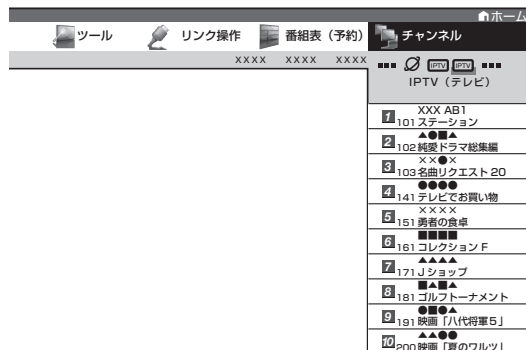 ホーム
ツール リンク操作 番組表（予約） チャンネル
XXXX XXXX XXXX
IPTV IPTV
IPTV（テレビ）
XXX AB1
1 101 ステーション
▲●■▲
2 102 純愛ドラマ総集編
××●×
3 103 名曲リクエスト20
●●●●
4 141 テレビでお買い物
××××
5 151 勇者の食卓
■■■■
6 161 コレクションF
▲▲▲▲
7 171 Jショップ
■▲■▲
8 181 ゴルフトーナメント
●■●▲
9 191 映画「八代将軍5」
▲▲●●
10 200 映画「夏のワルツ」